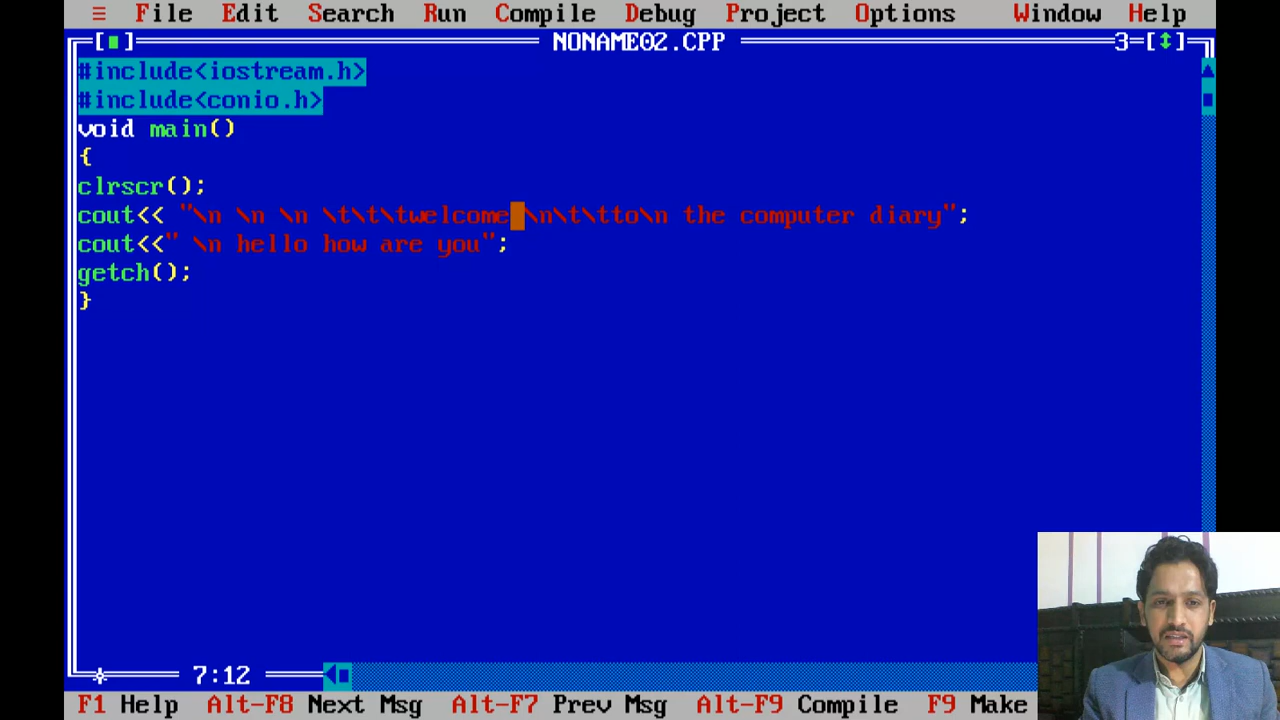 ≡ File Edit Search Run Compile Debug Project Options Window Help
[■] NONAME02.CPP 3=[↕]
#include<iostream.h>
#include<conio.h>
void main()
{
clrscr();
cout<< "\n \n \n \t\t\twelcome \n\t\tto\n the computer diary";
cout<<" \n hello how are you";
getch();
}
7:12
F1 Help Alt-F8 Next Msg Alt-F7 Prev Msg Alt-F9 Compile F9 Make